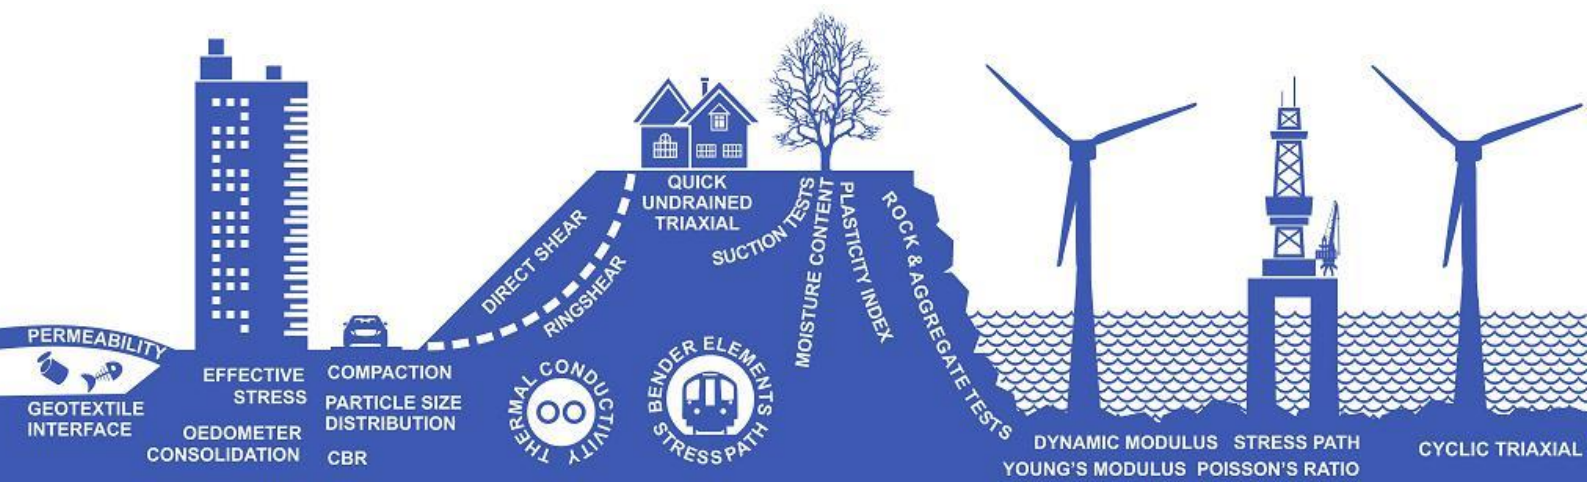 PERMEABILITY
GEOTEXTILE
INTERFACE
EFFECTIVE
STRESS
OEDOMETER
CONSOLIDATION
COMPACTION
PARTICLE SIZE
DISTRIBUTION
CBR
DIRECT SHEAR
RINGSHEAR
QUICK
UNDRAINED
TRIAXIAL
THERMAL CONDUCTIVITY
BENDER ELEMENTS
STRESS PATH
SUCTION TESTS
MOISTURE CONTENT
PLASTICITY INDEX
ROCK & AGGREGATE TESTS
DYNAMIC MODULUS
YOUNG'S MODULUS
STRESS PATH
POISSON'S RATIO
CYCLIC TRIAXIAL